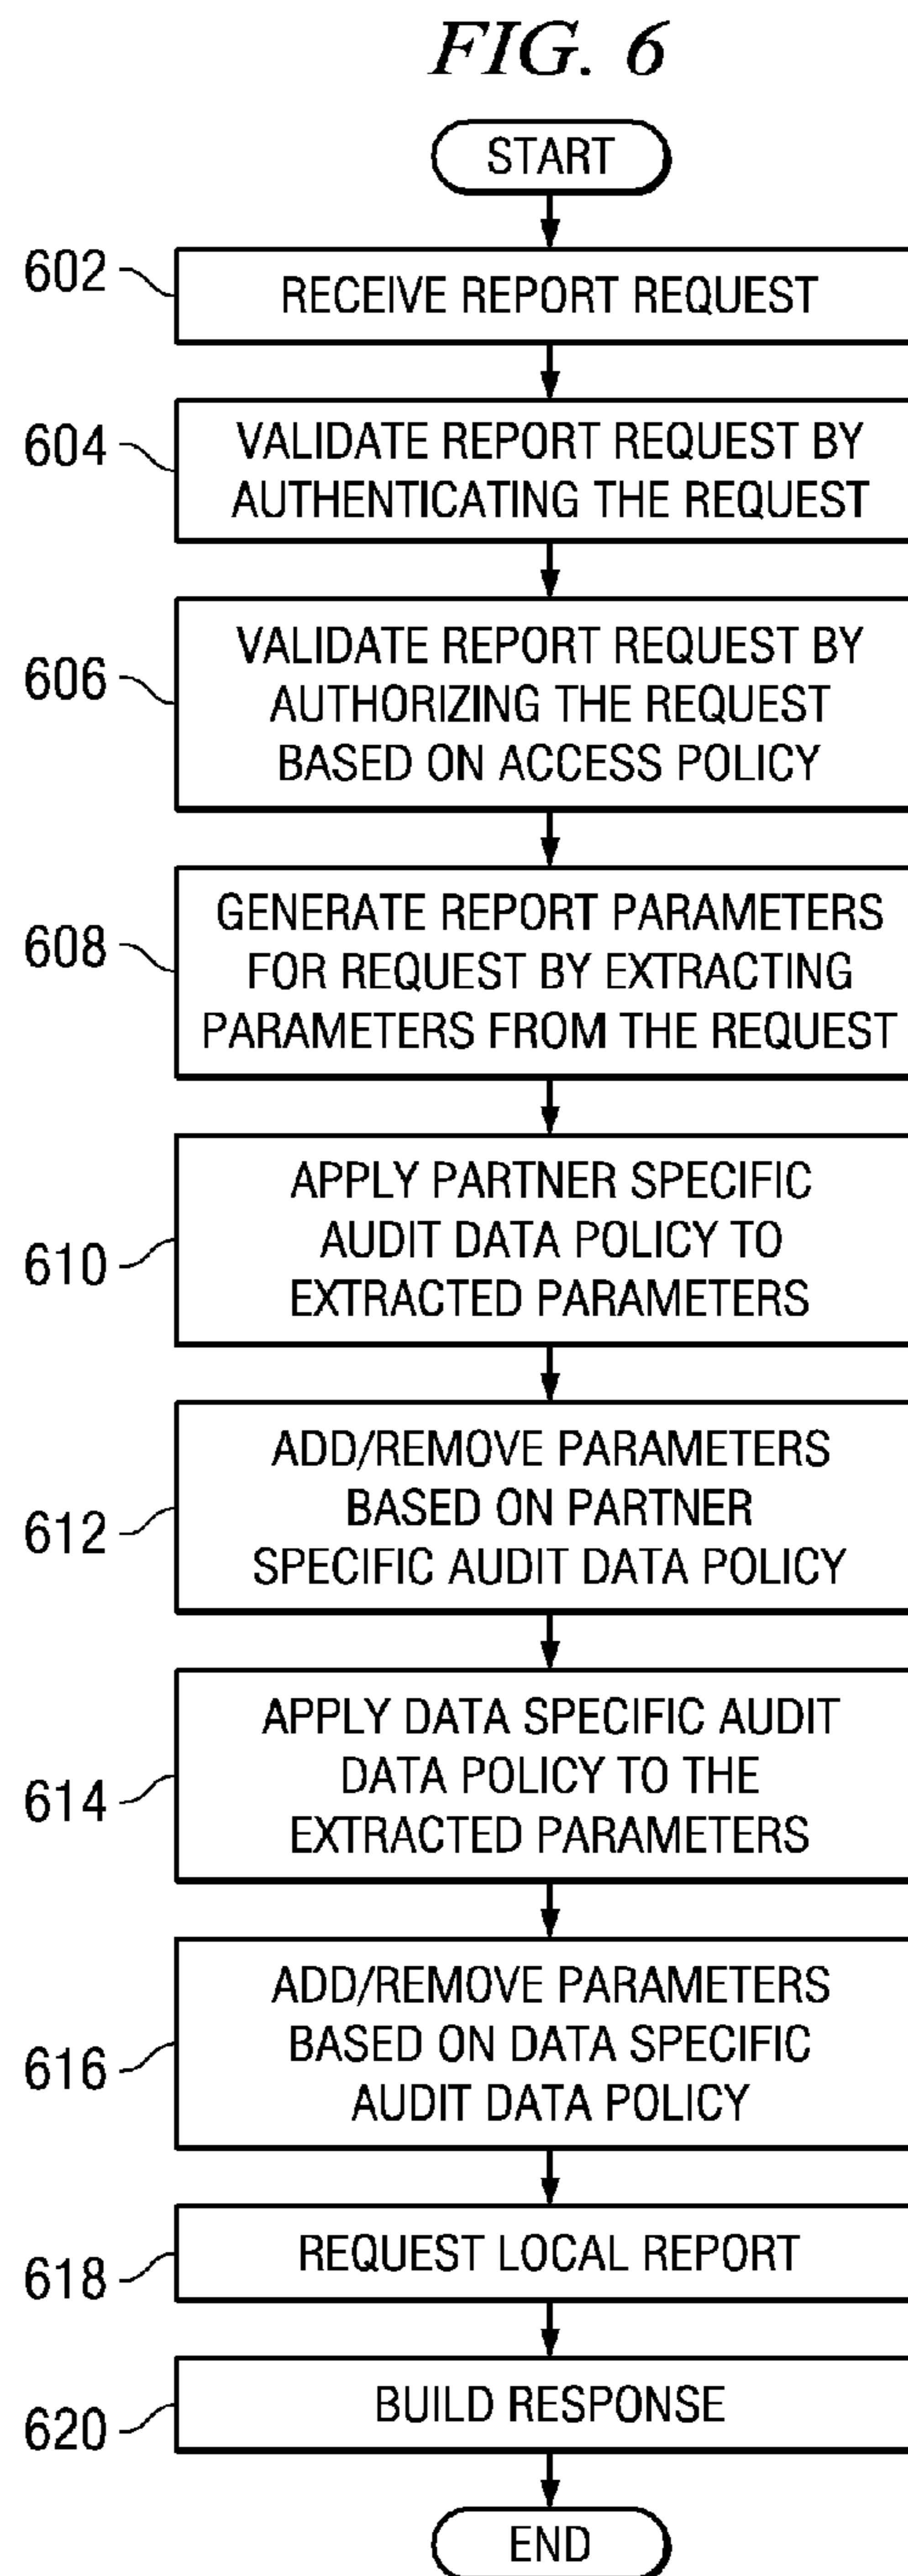 FIG. 6
START
602
RECEIVE REPORT REQUEST
604
VALIDATE REPORT REQUEST BY
AUTHENTICATING THE REQUEST
606
VALIDATE REPORT REQUEST BY
AUTHORIZING THE REQUEST
BASED ON ACCESS POLICY
608
GENERATE REPORT PARAMETERS
FOR REQUEST BY EXTRACTING
PARAMETERS FROM THE REQUEST
610
APPLY PARTNER SPECIFIC
AUDIT DATA POLICY TO
EXTRACTED PARAMETERS
612
ADD/REMOVE PARAMETERS
BASED ON PARTNER
SPECIFIC AUDIT DATA POLICY
614
APPLY DATA SPECIFIC AUDIT
DATA POLICY TO THE
EXTRACTED PARAMETERS
616
ADD/REMOVE PARAMETERS
BASED ON DATA SPECIFIC
AUDIT DATA POLICY
618
REQUEST LOCAL REPORT
620
BUILD RESPONSE
END